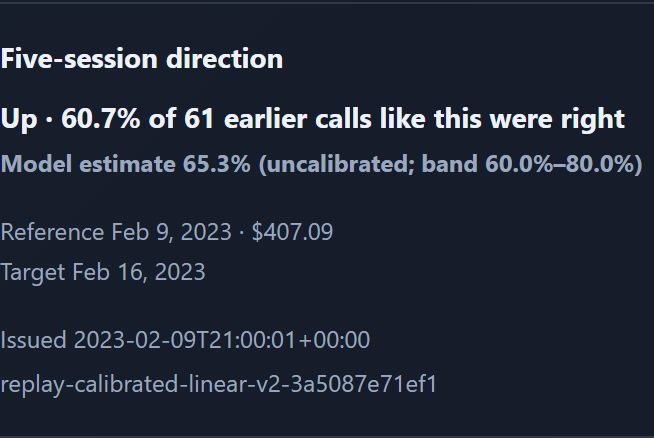 Five-session direction
Up · 60.7% of 61 earlier calls like this were right
Model estimate 65.3% (uncalibrated; band 60.0%–80.0%)
Reference Feb 9, 2023 · $407.09
Target Feb 16, 2023
Issued 2023-02-09T21:00:01+00:00
replay-calibrated-linear-v2-3a5087e71ef1